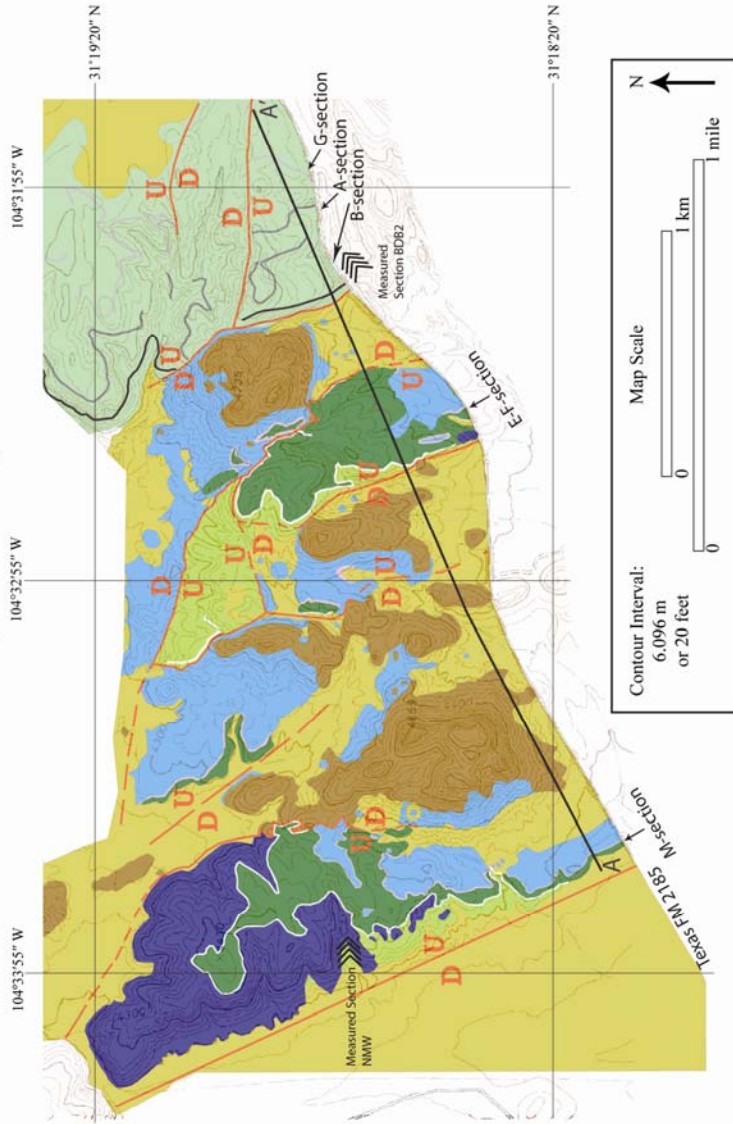 31°19'20" N
31°18'20" N
104°31'55" W
104°32'55" W
104°33'55" W
A'
G-section
A-section
B-section
Measured
Section BDB2
E-F-section
M-section
A
Texas FM 2185
Measured Section
NMW
U
D
D
U
D
U
D
U
D
U
U
D
D
U
D
U
U
D
U
D
U
D
Contour Interval:
6.096 m
or 20 feet
Map Scale
0
1 km
0
1 mile
N